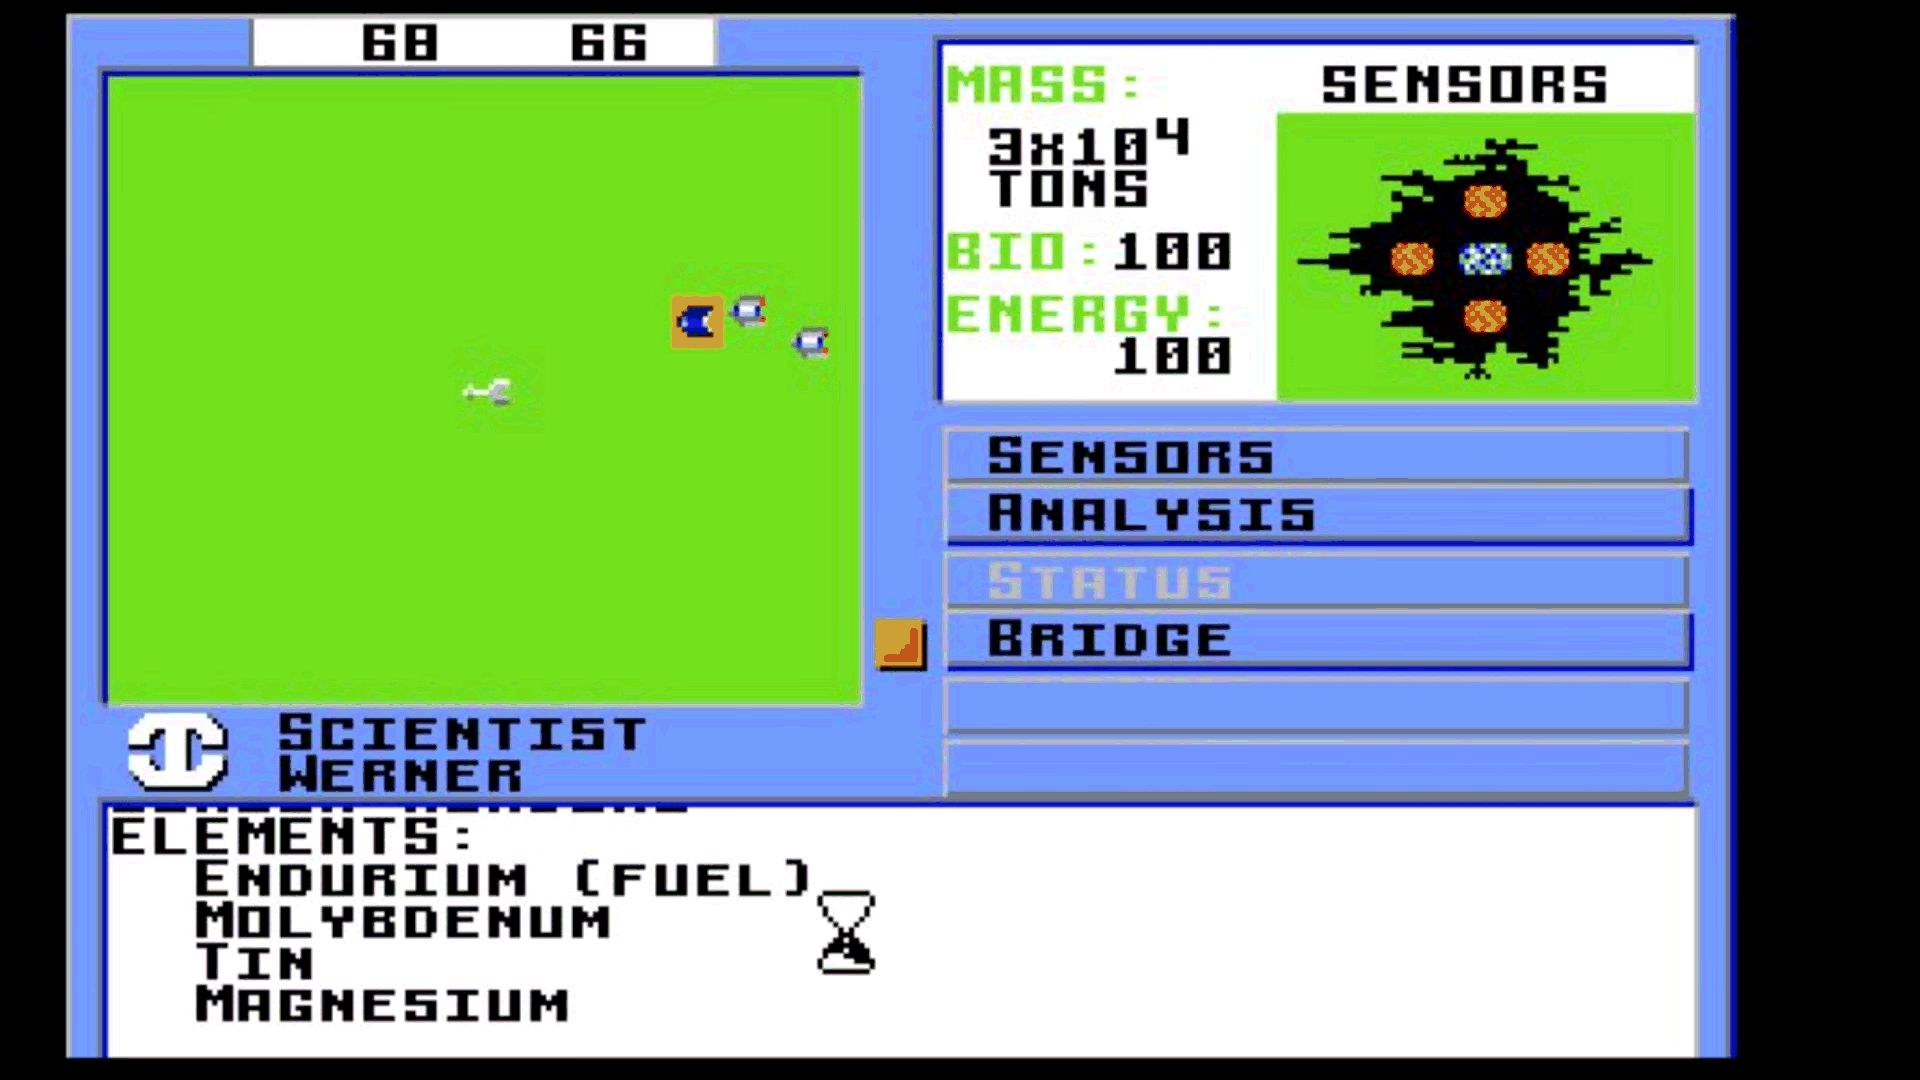 68 66
MASS:
3x10⁴
TONS
BIO: 100
ENERGY:
100
SENSORS
SENSORS
ANALYSIS
STATUS
BRIDGE
SCIENTIST
WERNER
ELEMENTS:
ENDURIUM (FUEL)
MOLYBDENUM
TIN
MAGNESIUM